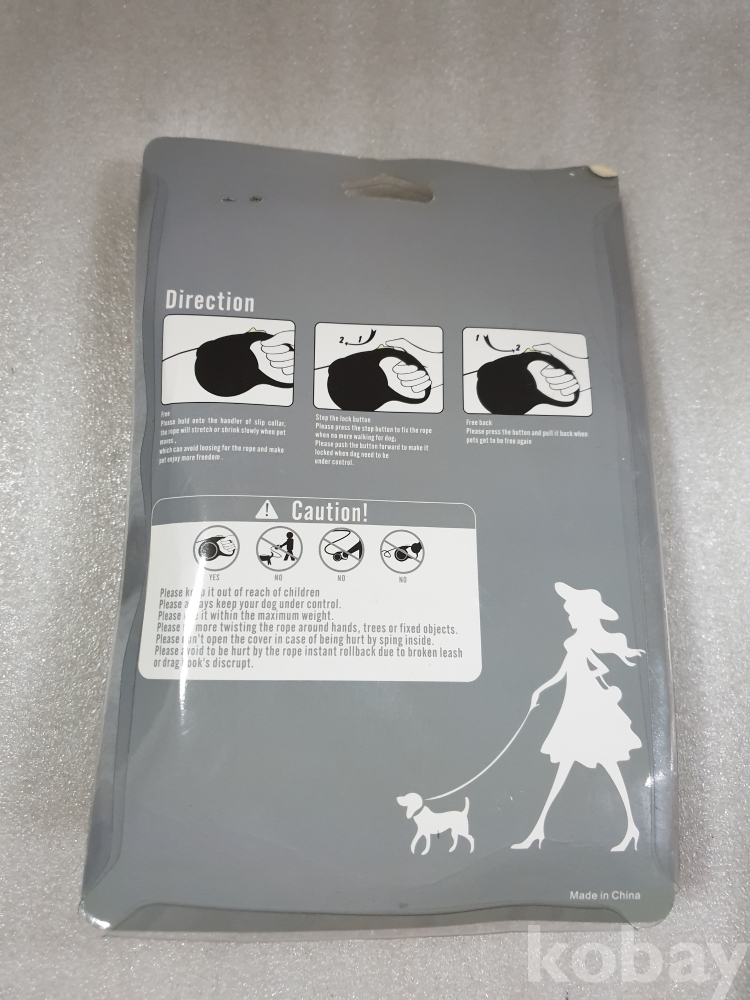 Direction
2 1
1 2
Free
Please hold onto the handler of slip collar,
the rope will stretch or shrink slowly when pet
moves ,
which can avoid loosing for the rope and make
pet enjoy more freedom .
Stop the lock button
Please press the stop button to fix the rope
when no more walking for dog;
Please push the button forward to make it
locked when dog need to be
under control.
Free back
Please press the button and pull it back when
pets get to be free again
Caution!
YES NO NO NO
Please it out of reach of children
Please always keep your dog under control.
Please it within the maximum weight.
Please more twisting the rope around hands, trees or fixed objects.
Please don't open the cover in case of being hurt by sping inside.
Please avoid to be hurt by the rope instant rollback due to broken leash
or drag hook's discrupt.
Made in China
kobay